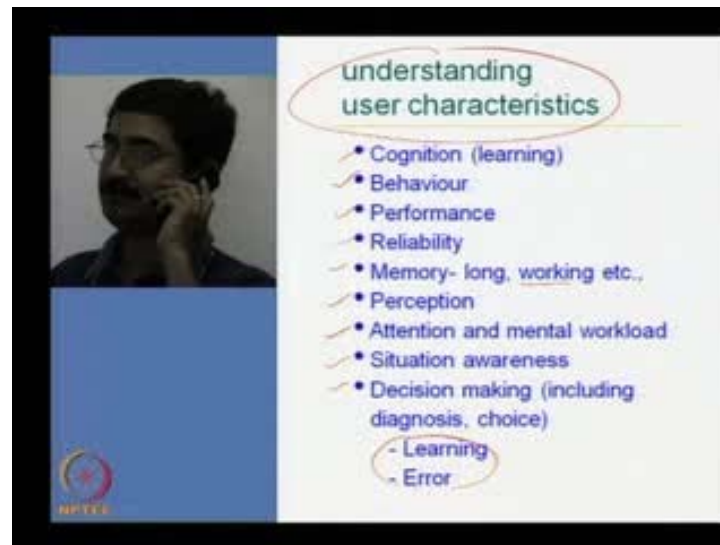 understanding
user characteristics
• Cognition (learning)
• Behaviour
• Performance
• Reliability
• Memory- long, working etc.,
• Perception
• Attention and mental workload
• Situation awareness
• Decision making (including
diagnosis, choice)
- Learning
- Error
NPTEL